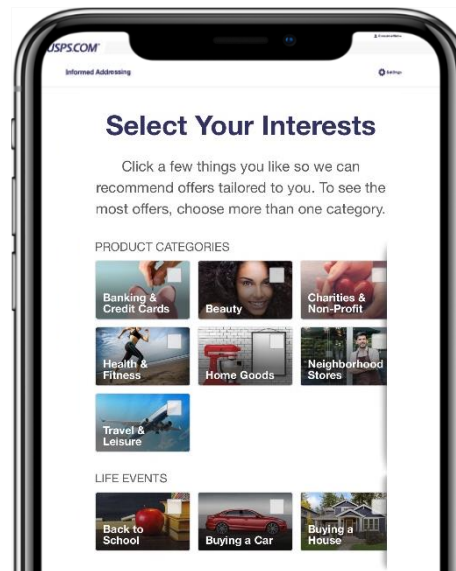 USPS.COM
Informed Addressing
Settings
Select Your Interests
Click a few things you like so we can
recommend offers tailored to you. To see the
most offers, choose more than one category.
PRODUCT CATEGORIES
Banking &
Credit Cards
Beauty
Charities &
Non-Profit
Health &
Fitness
Home Goods
Neighborhood
Stores
Travel &
Leisure
LIFE EVENTS
Back to
School
Buying a Car
Buying a
House